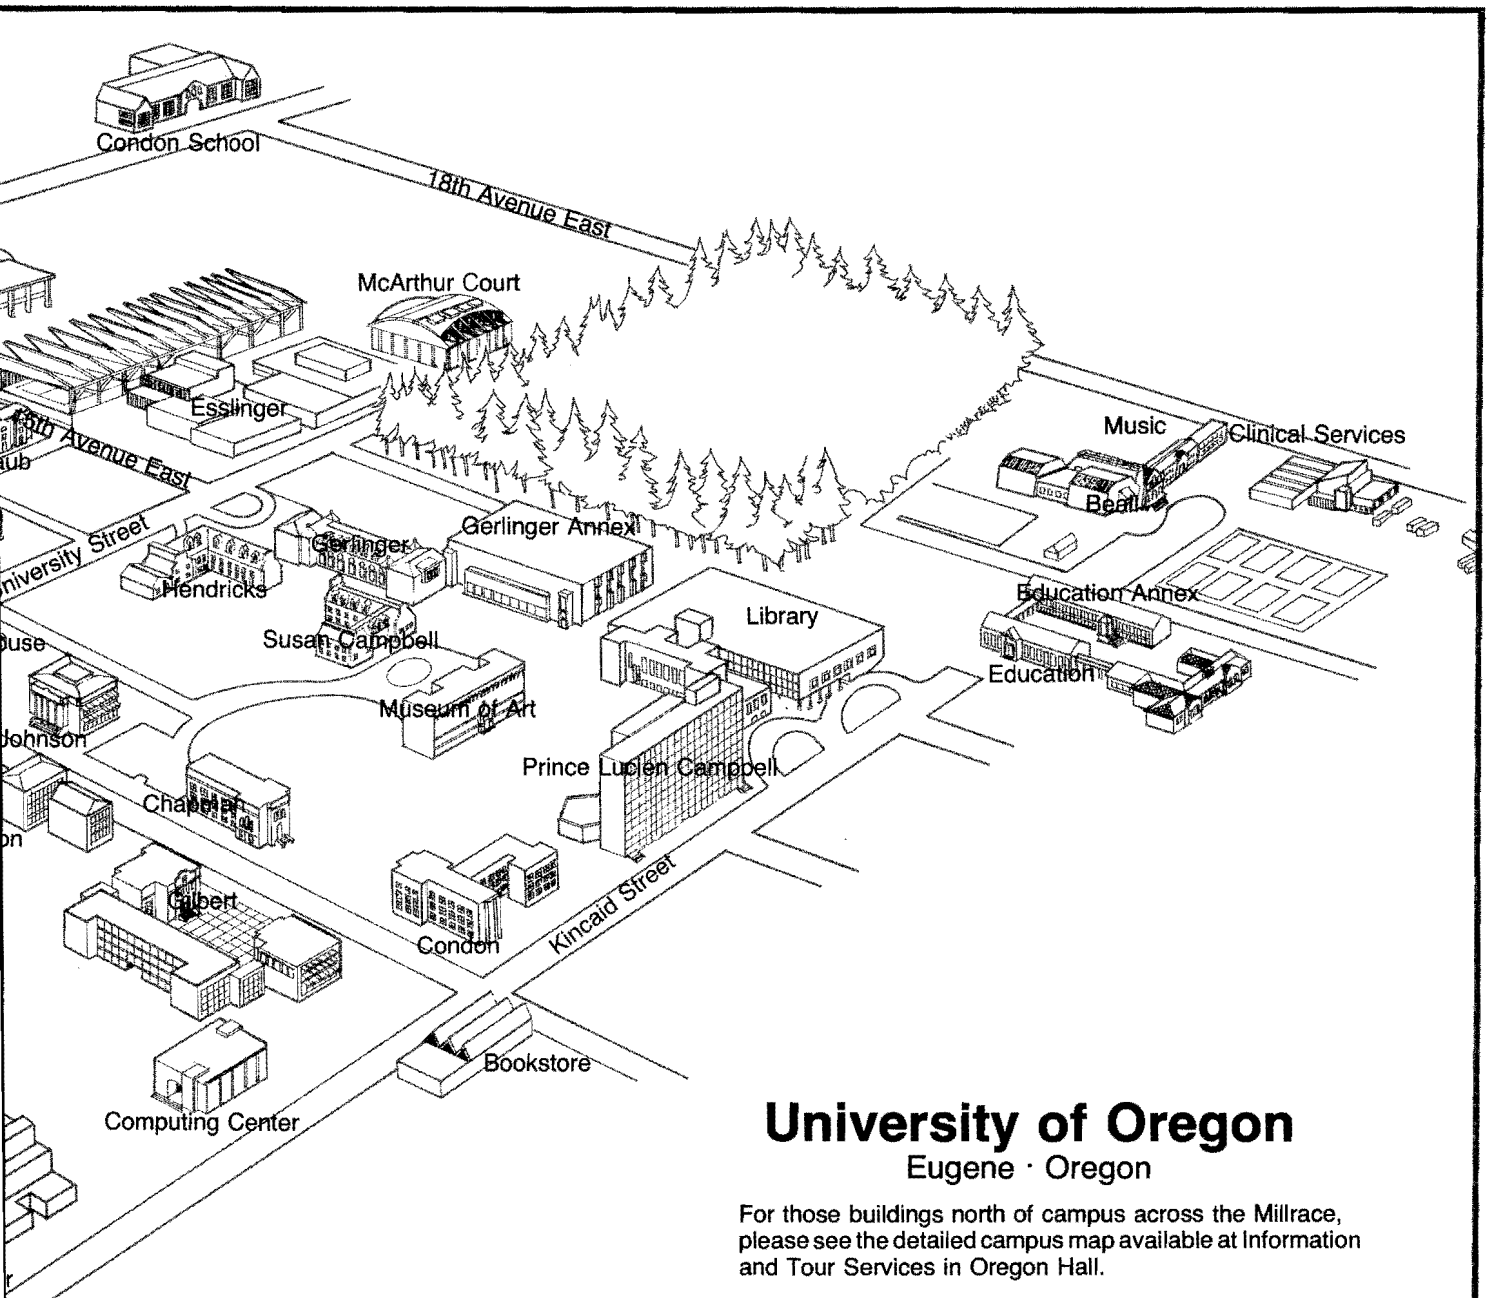 Condon School
18th Avenue East
McArthur Court
Esslinger
15th Avenue East
Music
Clinical Services
Beall
University Street
Gerlinger Annex
Gerlinger
Hendricks
Education Annex
Library
Susan Campbell
Education
Museum of Art
Johnson
Prince Lucien Campbell
Chapman
Gilbert
Condon
Kincaid Street
Bookstore
Computing Center
University of Oregon
Eugene · Oregon
For those buildings north of campus across the Millrace,
please see the detailed campus map available at Information
and Tour Services in Oregon Hall.